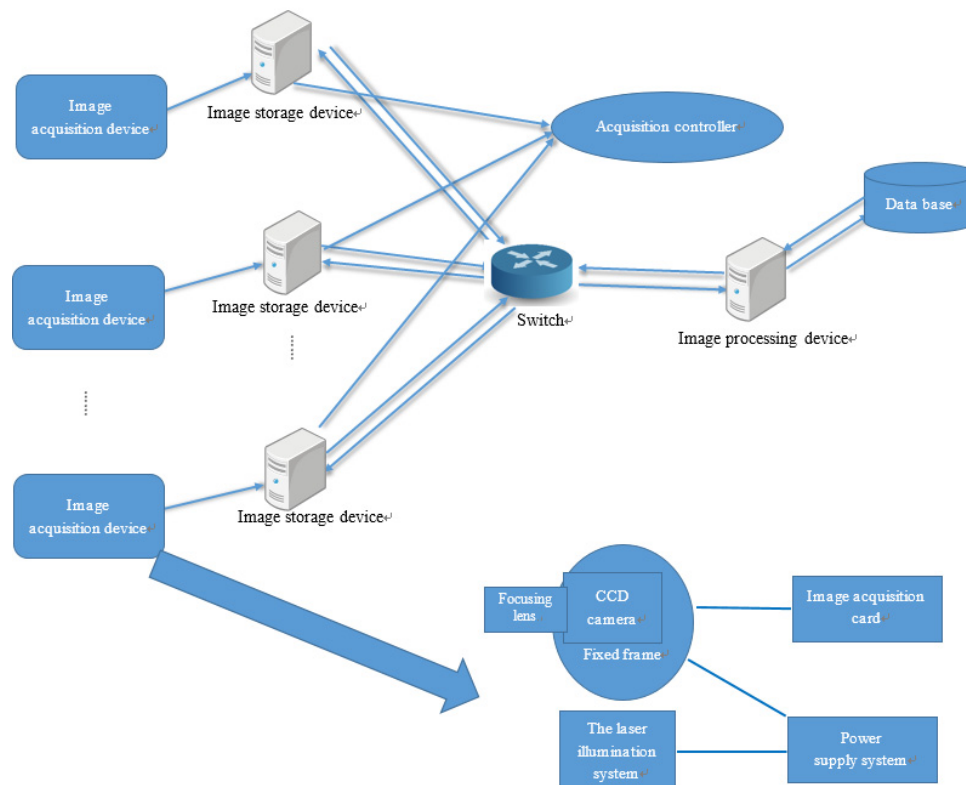 Image
acquisition device
Image storage device
Acquisition controller
Data base
Image
acquisition device
Image storage device
Switch
Image processing device
Image
acquisition device
Image storage device
Focusing
lens
CCD
camera
Fixed frame
Image acquisition
card
The laser
illumination
system
Power
supply system